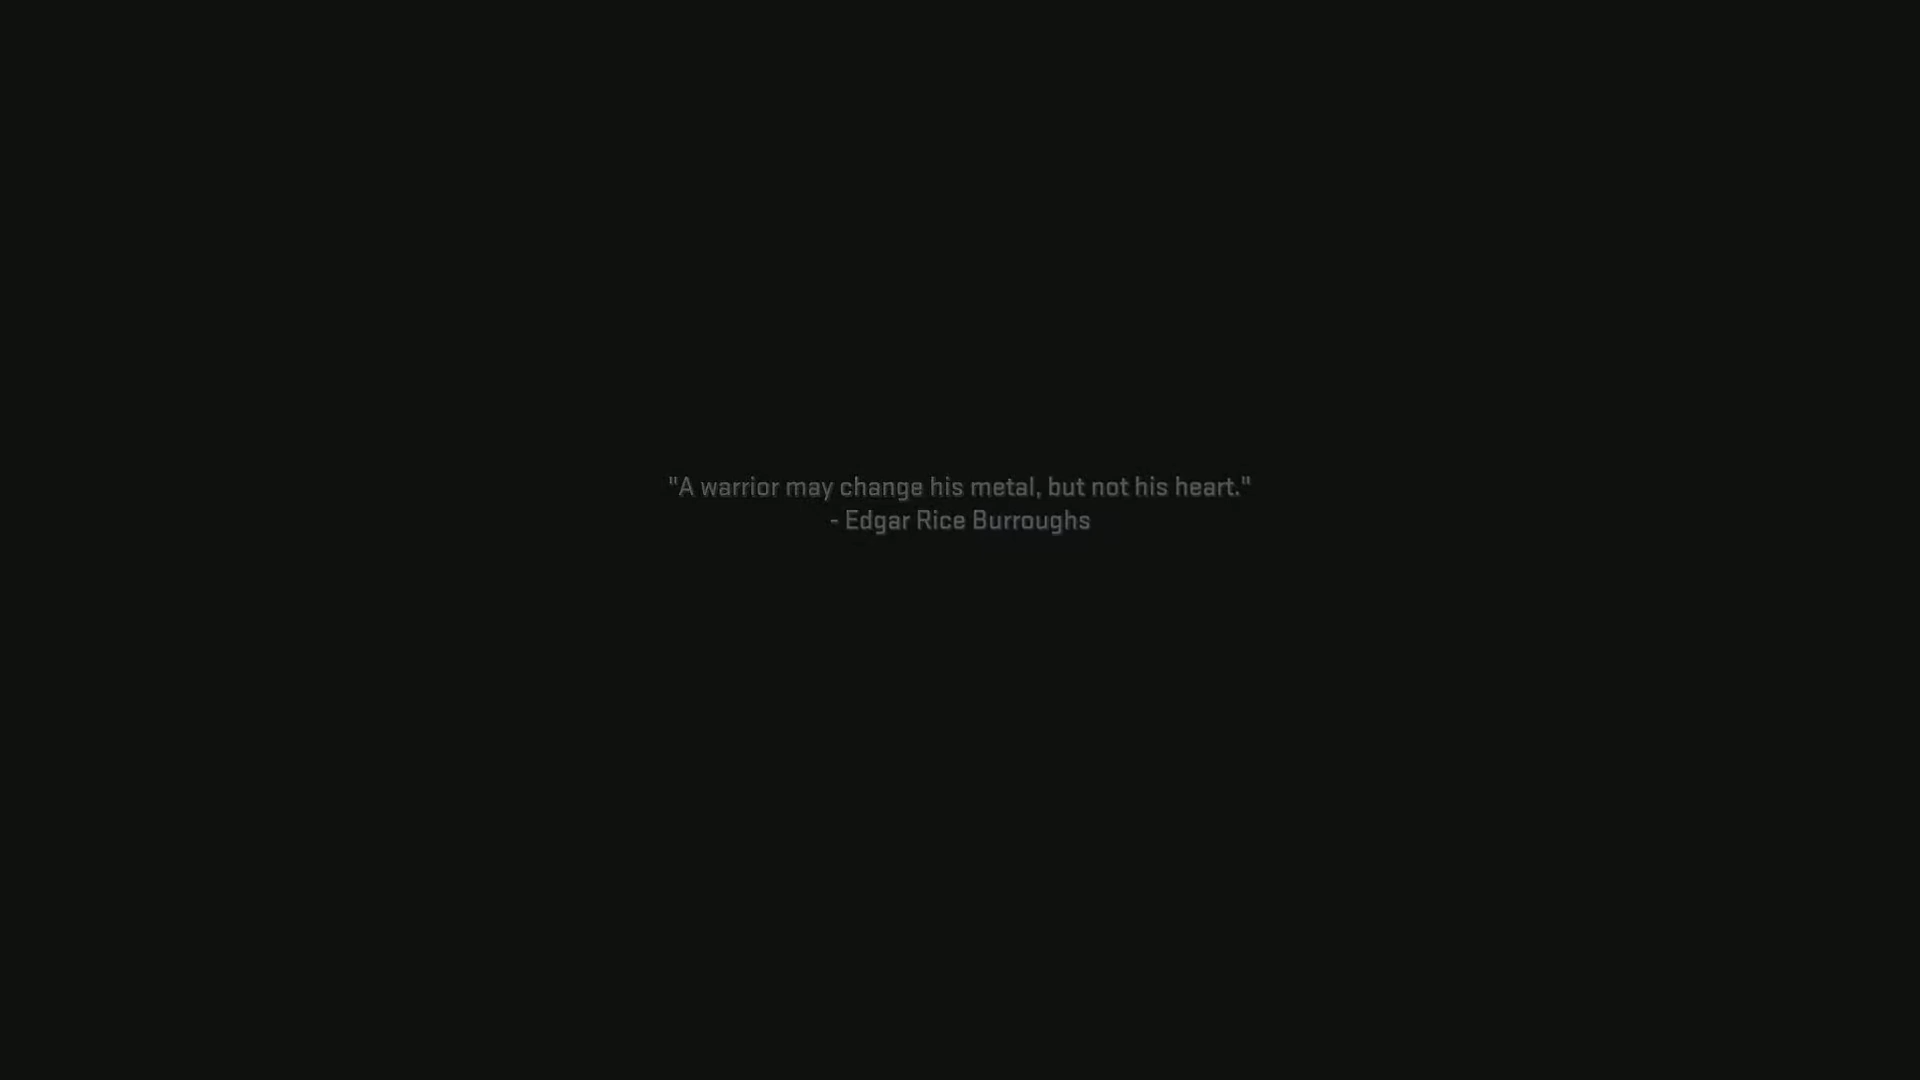 "A warrior may change his metal, but not his heart."
- Edgar Rice Burroughs